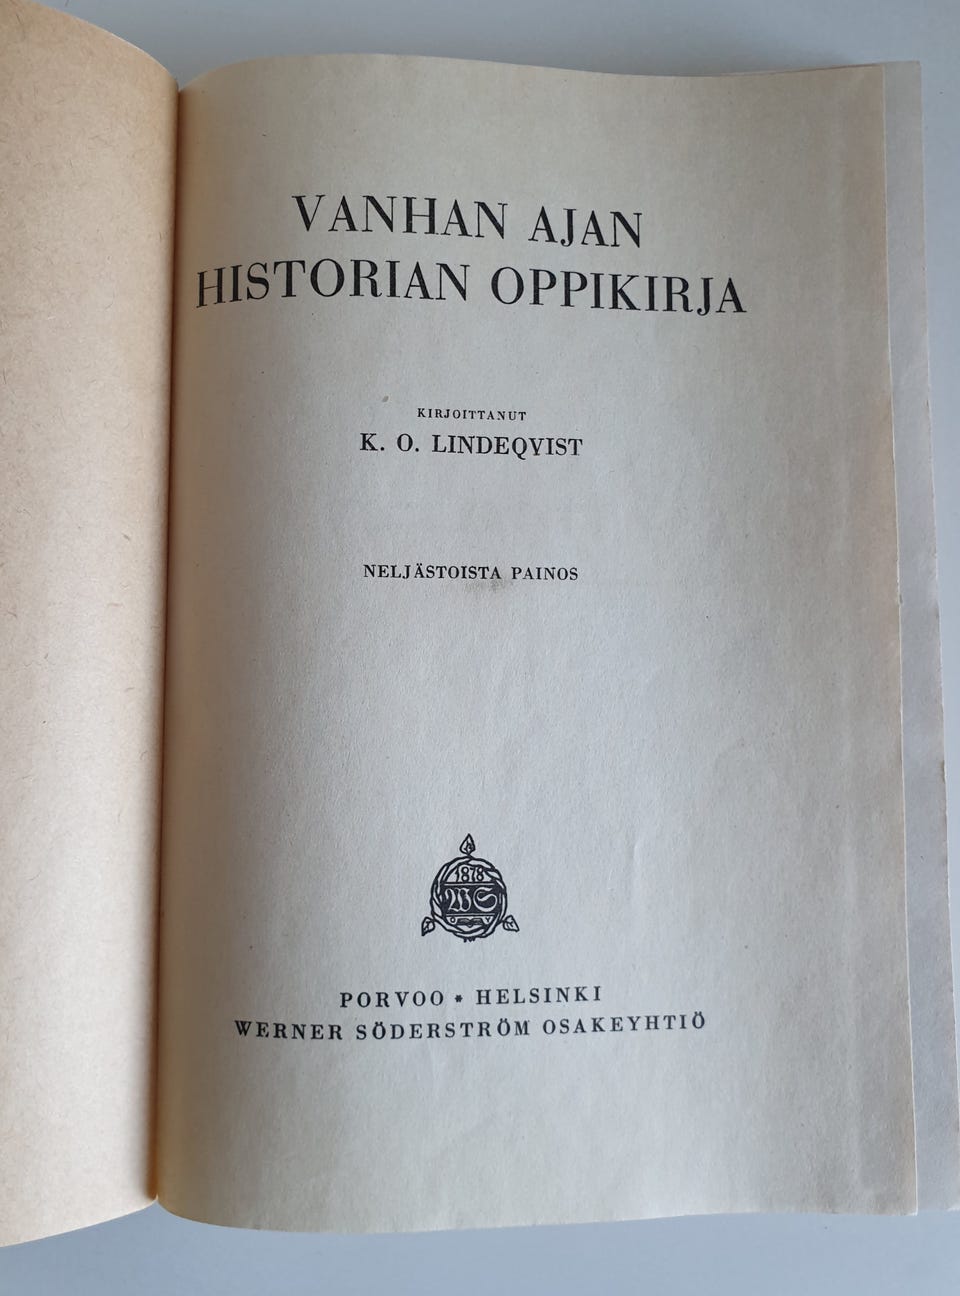 VANHAN AJAN
HISTORIAN OPPIKIRJA
KIRJOITTANUT
K. O. LINDEQVIST
NELJÄSTOISTA PAINOS
1878
WS
O Y
PORVOO * HELSINKI
WERNER SÖDERSTRÖM OSAKEYHTIÖ